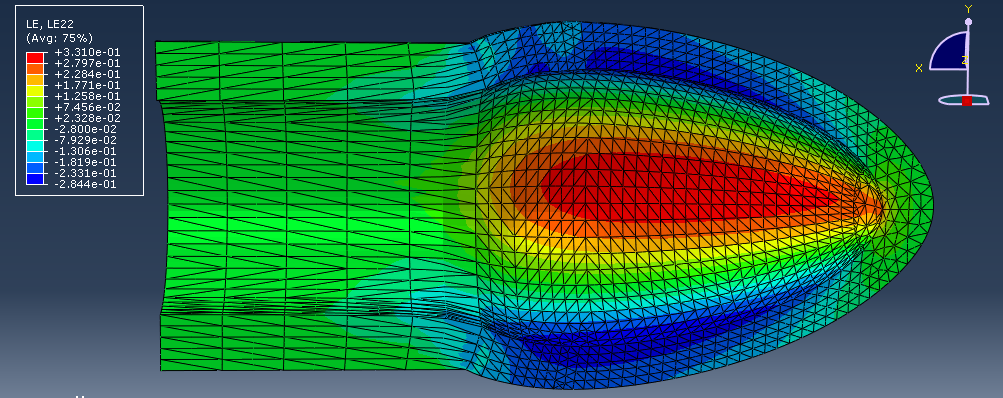 LE, LE22
(Avg: 75%)
+3.310e-01
+2.797e-01
+2.284e-01
+1.771e-01
+1.258e-01
+7.456e-02
+2.328e-02
-2.800e-02
-7.929e-02
-1.306e-01
-1.819e-01
-2.331e-01
-2.844e-01
Y
X
Z